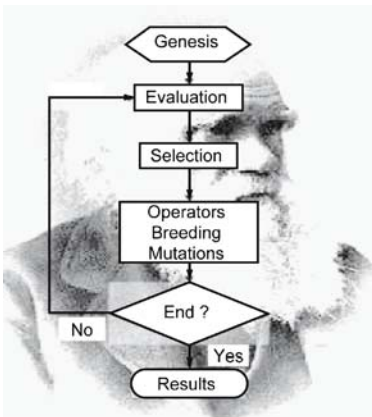 Genesis
Evaluation
Selection
Operators
Breeding
Mutations
End ?
No
Yes
Results